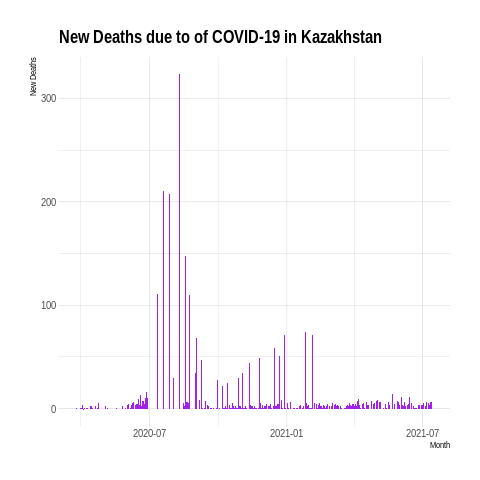 New Deaths due to of COVID-19 in Kazakhstan
New Deaths
300
200
100
0
2020-07
2021-01
2021-07
Month